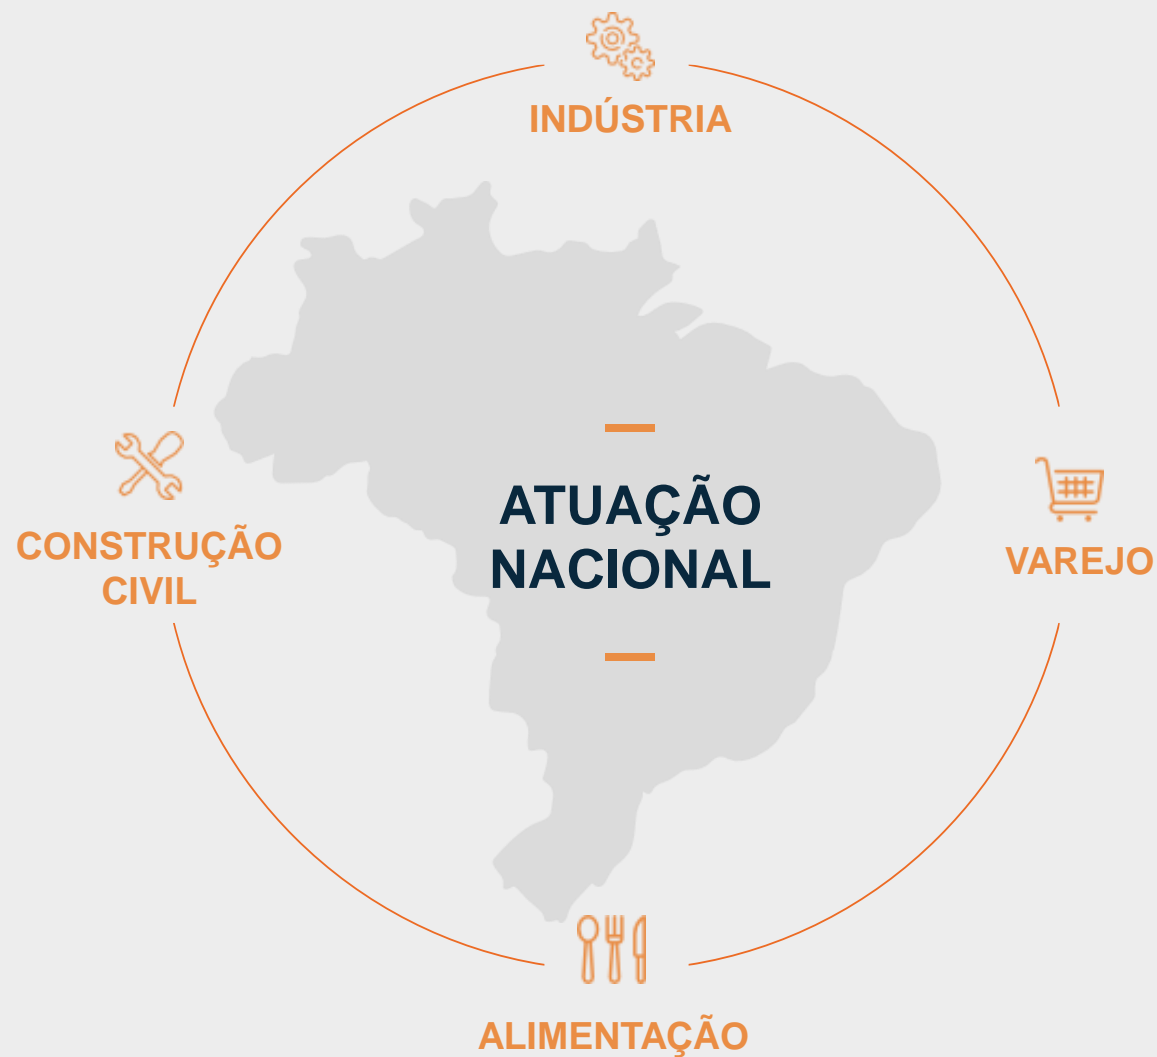 INDÚSTRIA
ATUAÇÃO
NACIONAL
CONSTRUÇÃO
CIVIL
VAREJO
ALIMENTAÇÃO